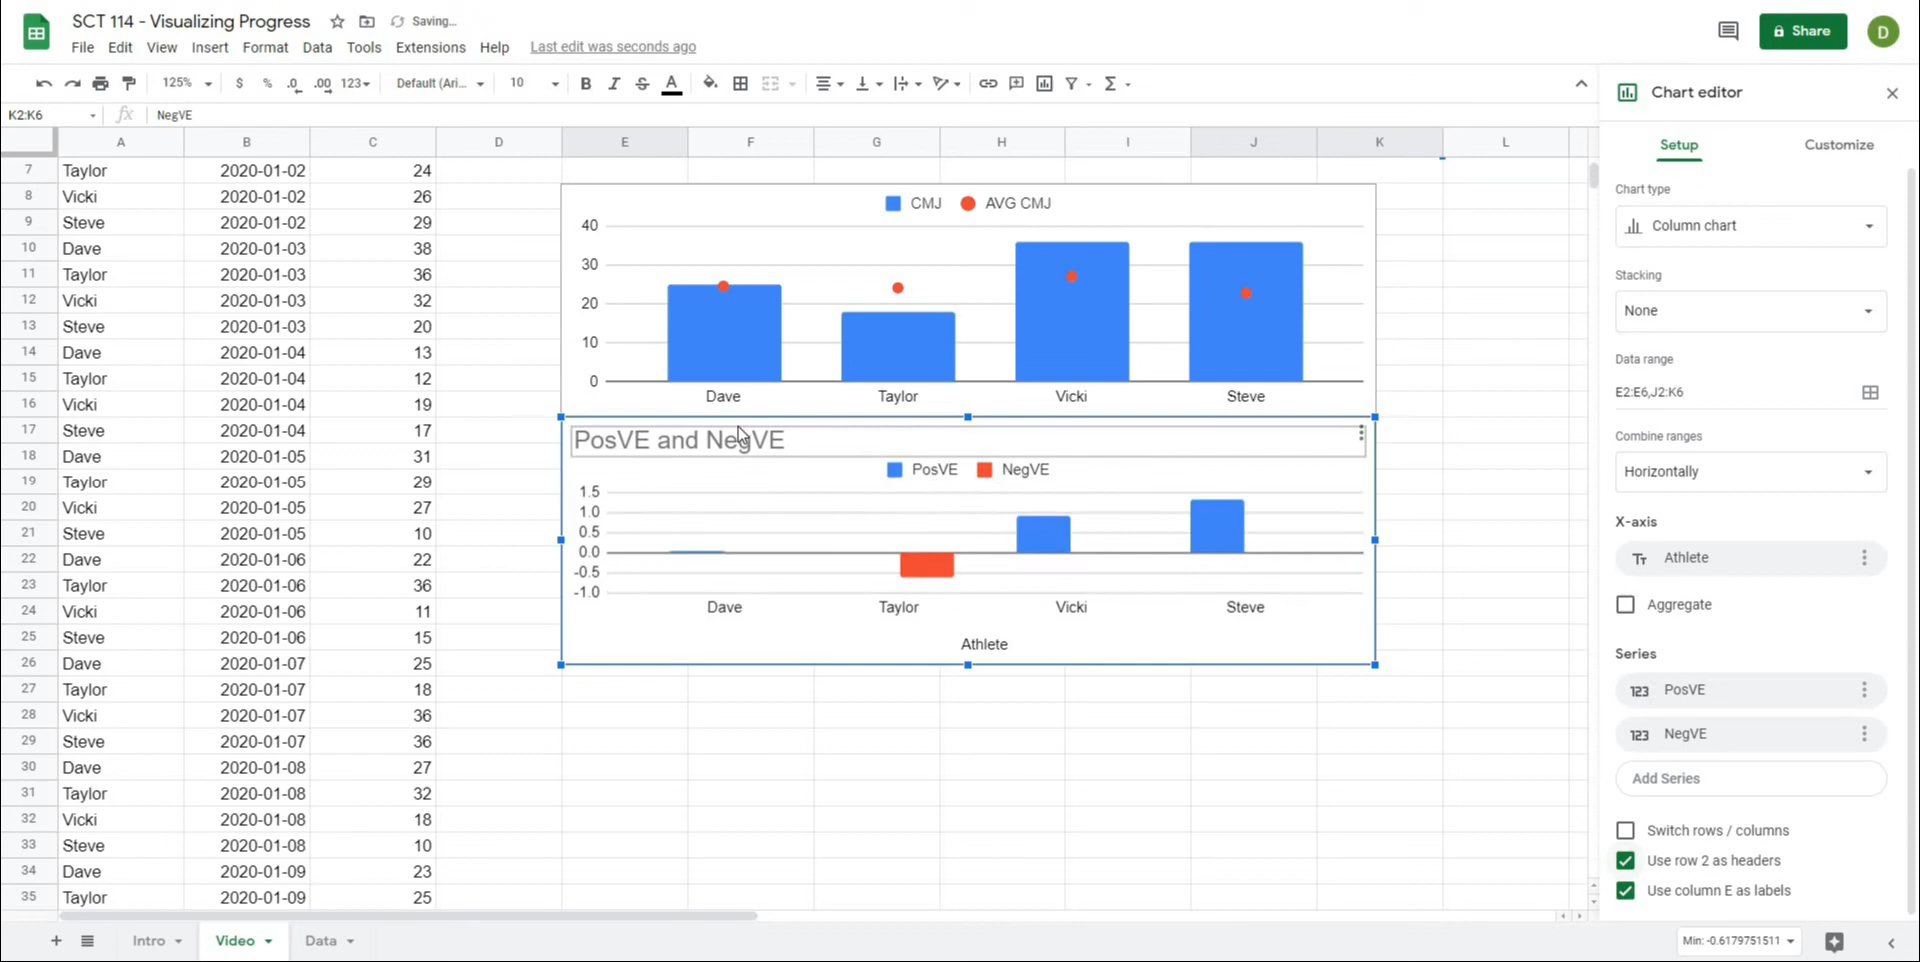 SCT 114 - Visualizing Progress Saving...
File Edit View Insert Format Data Tools Extensions Help Last edit was seconds ago
Share
D
125% $ % .0 .00 123 Default (Ari... 10 B I S A
K2:K6 fx NegVE
A B C D E F G H I J K L
7 Taylor 2020-01-02 24
8 Vicki 2020-01-02 26
9 Steve 2020-01-02 29
10 Dave 2020-01-03 38
11 Taylor 2020-01-03 36
12 Vicki 2020-01-03 32
13 Steve 2020-01-03 20
14 Dave 2020-01-04 13
15 Taylor 2020-01-04 12
16 Vicki 2020-01-04 19
17 Steve 2020-01-04 17
18 Dave 2020-01-05 31
19 Taylor 2020-01-05 29
20 Vicki 2020-01-05 27
21 Steve 2020-01-05 10
22 Dave 2020-01-06 22
23 Taylor 2020-01-06 36
24 Vicki 2020-01-06 11
25 Steve 2020-01-06 15
26 Dave 2020-01-07 25
27 Taylor 2020-01-07 18
28 Vicki 2020-01-07 36
29 Steve 2020-01-07 36
30 Dave 2020-01-08 27
31 Taylor 2020-01-08 32
32 Vicki 2020-01-08 18
33 Steve 2020-01-08 10
34 Dave 2020-01-09 23
35 Taylor 2020-01-09 25
CMJ AVG CMJ
40
30
20
10
0
Dave Taylor Vicki Steve
PosVE and NegVE
PosVE NegVE
1.5
1.0
0.5
0.0
-0.5
-1.0
Dave Taylor Vicki Steve
Athlete
Chart editor
Setup Customize
Chart type
Column chart
Stacking
None
Data range
E2:E6,J2:K6
Combine ranges
Horizontally
X-axis
Tт Athlete
Aggregate
Series
123 PosVE
123 NegVE
Add Series
Switch rows / columns
Use row 2 as headers
Use column E as labels
Intro Video Data
Min: -0.6179751511